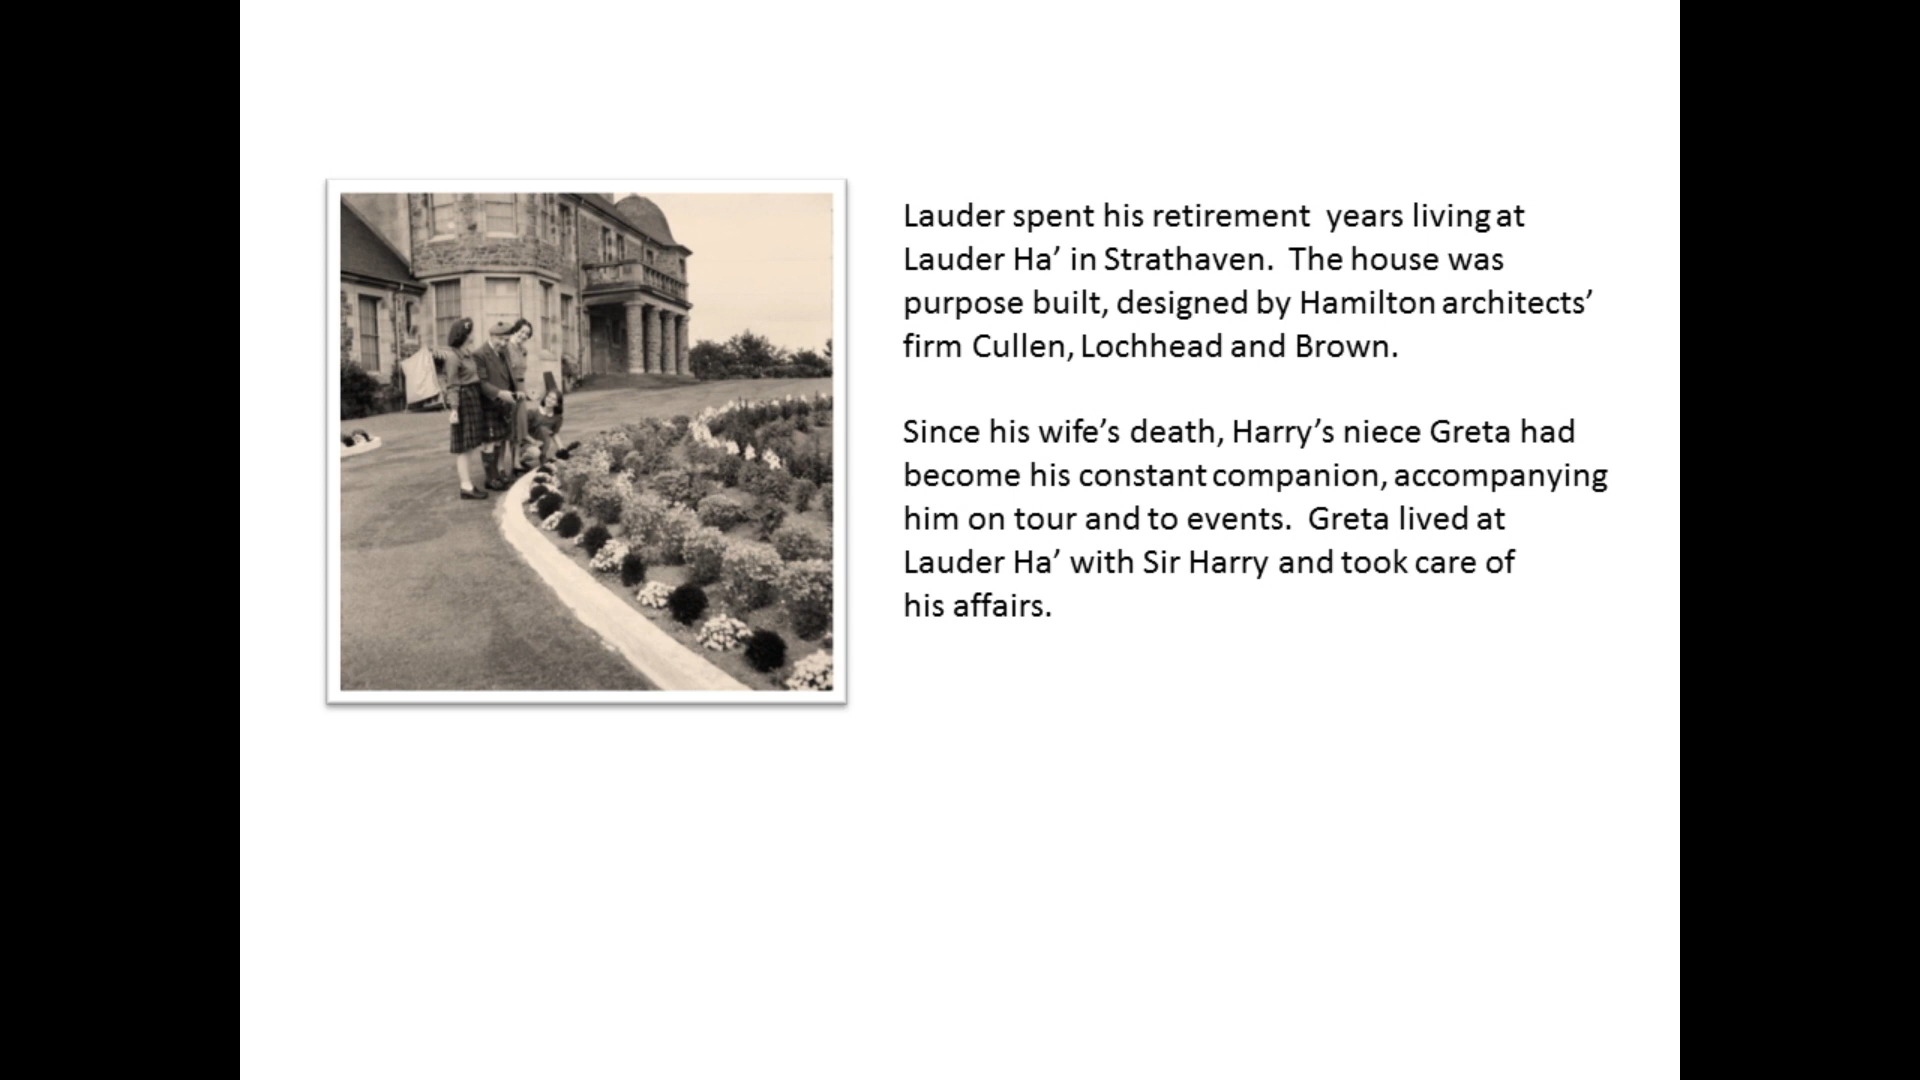 Lauder spent his retirement  years living at
Lauder Ha’ in Strathaven.  The house was
purpose built, designed by Hamilton architects’
firm Cullen, Lochhead and Brown.
Since his wife’s death, Harry’s niece Greta had
become his constant companion, accompanying
him on tour and to events.  Greta lived at
Lauder Ha’ with Sir Harry and took care of
his affairs.